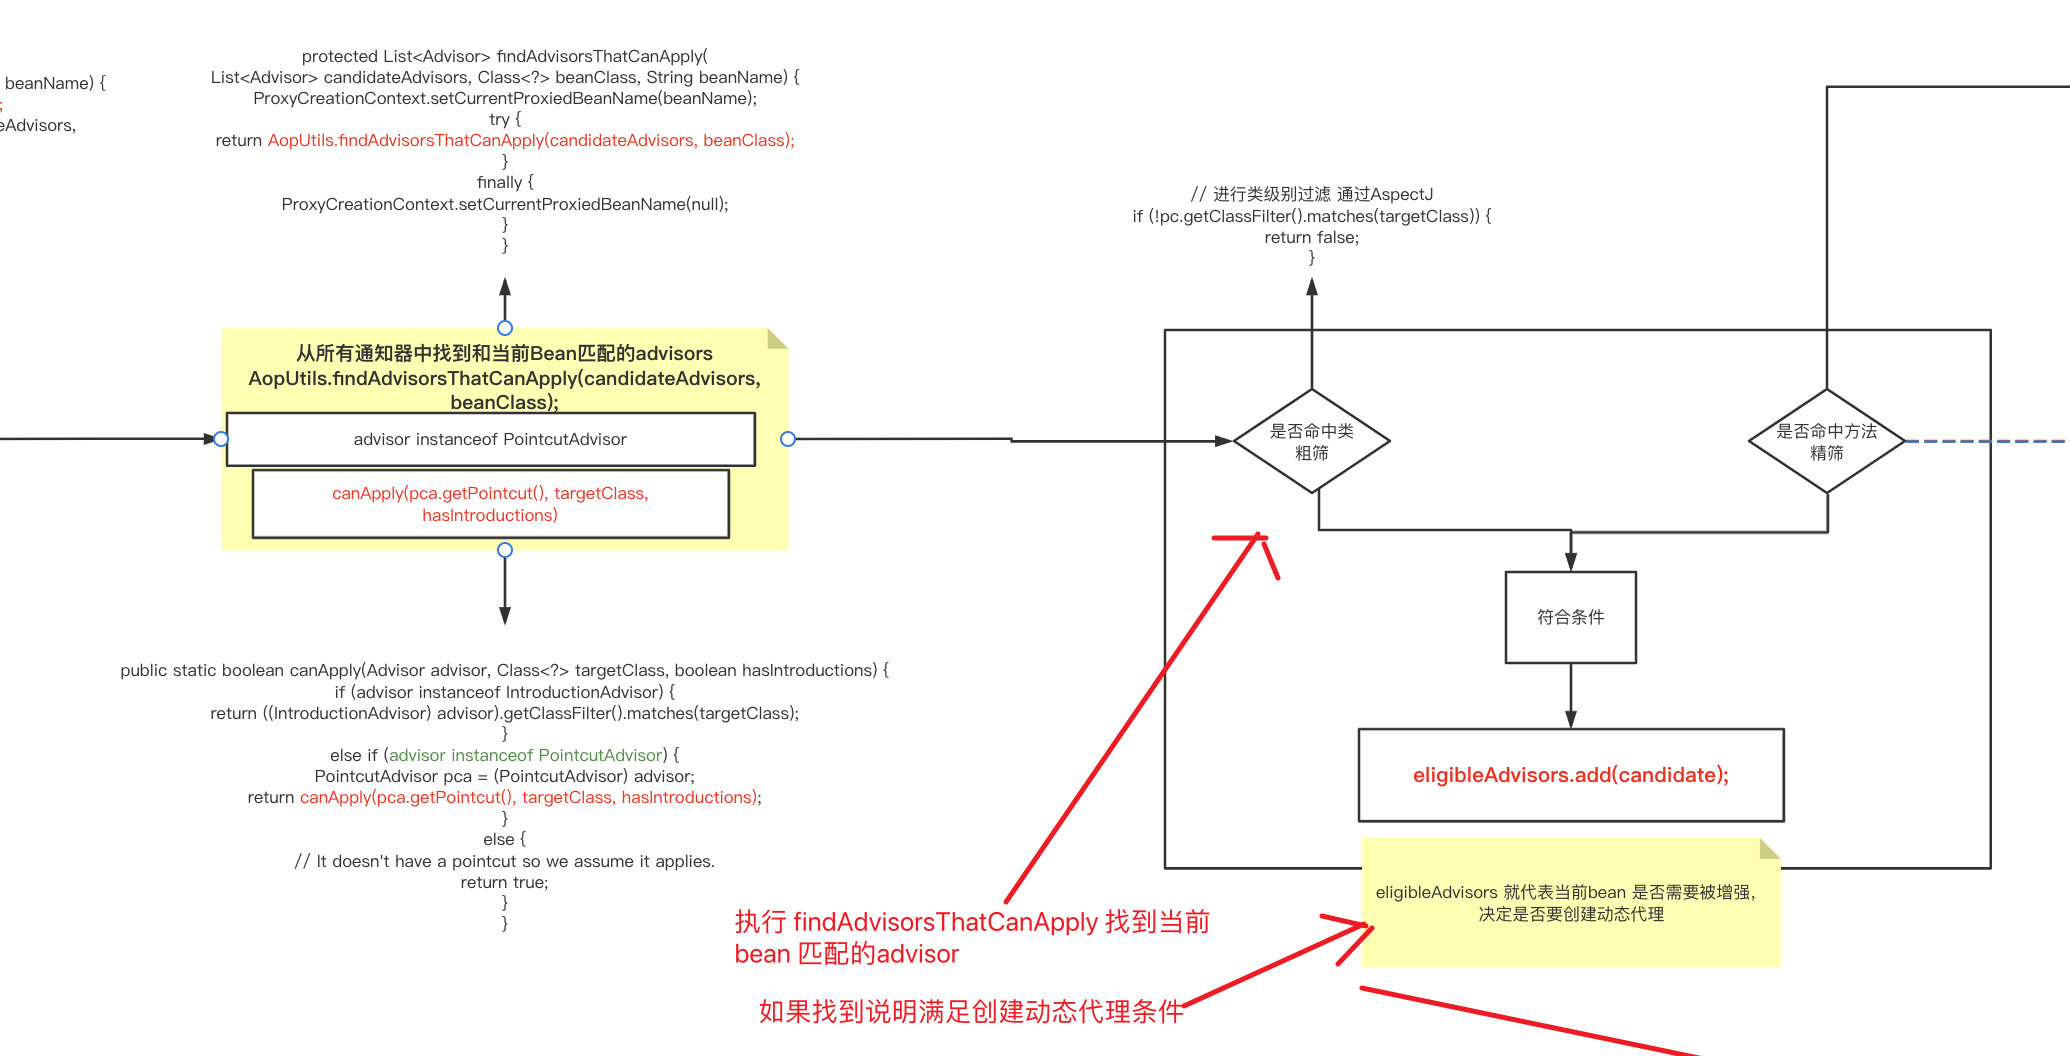 beanName) {
;
eAdvisors,
protected List<Advisor> findAdvisorsThatCanApply(
List<Advisor> candidateAdvisors, Class<?> beanClass, String beanName) {
ProxyCreationContext.setCurrentProxiedBeanName(beanName);
try {
return AopUtils.findAdvisorsThatCanApply(candidateAdvisors, beanClass);
}
finally {
ProxyCreationContext.setCurrentProxiedBeanName(null);
}
}
从所有通知器中找到和当前Bean匹配的advisors
AopUtils.findAdvisorsThatCanApply(candidateAdvisors,
beanClass);
advisor instanceof PointcutAdvisor
canApply(pca.getPointcut(), targetClass,
hasIntroductions)
public static boolean canApply(Advisor advisor, Class<?> targetClass, boolean hasIntroductions) {
if (advisor instanceof IntroductionAdvisor) {
return ((IntroductionAdvisor) advisor).getClassFilter().matches(targetClass);
}
else if (advisor instanceof PointcutAdvisor) {
PointcutAdvisor pca = (PointcutAdvisor) advisor;
return canApply(pca.getPointcut(), targetClass, hasIntroductions);
}
else {
// It doesn't have a pointcut so we assume it applies.
return true;
}
}
// 进行类级别过滤 通过AspectJ
if (!pc.getClassFilter().matches(targetClass)) {
return false;
}
是否命中类
粗筛
是否命中方法
精筛
符合条件
eligibleAdvisors.add(candidate);
eligibleAdvisors 就代表当前bean 是否需要被增强,
决定是否要创建动态代理
执行 findAdvisorsThatCanApply 找到当前
bean 匹配的advisor
如果找到说明满足创建动态代理条件